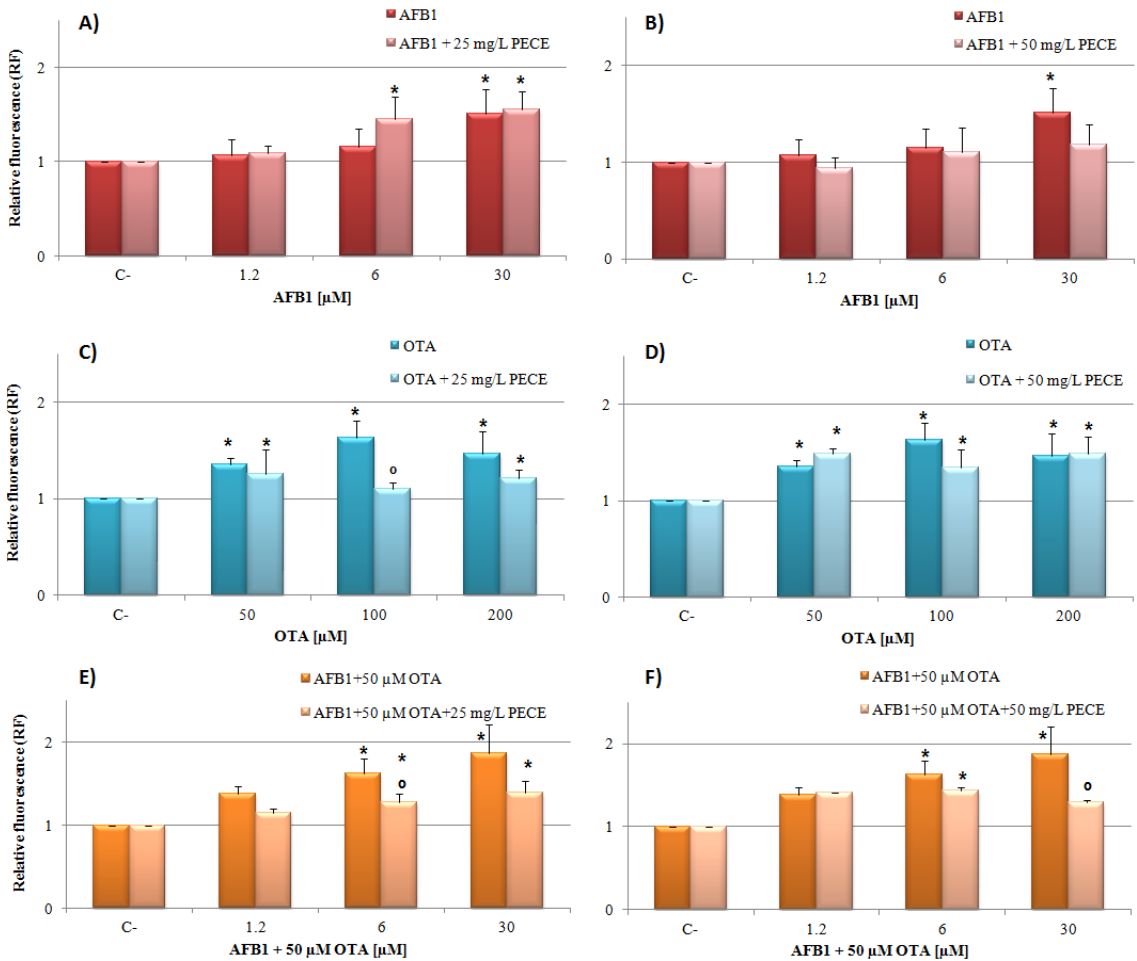 A)
AFB1
AFB1 + 25 mg/L PECE
Relative fluorescence (RF)
2
1
0
* * *
C- 1.2 6 30
AFB1 [µM]
B)
AFB1
AFB1 + 50 mg/L PECE
2
1
0
*
C- 1.2 6 30
AFB1 [µM]
C)
OTA
OTA + 25 mg/L PECE
Relative fluorescence (RF)
2
1
0
* * * o * *
C- 50 100 200
OTA [µM]
D)
OTA
OTA + 50 mg/L PECE
2
1
0
* * * * * *
C- 50 100 200
OTA [µM]
E)
AFB1+50 µM OTA
AFB1+50 µM OTA+25 mg/L PECE
Relative fluorescence (RF)
2
1
0
* * o * *
C- 1.2 6 30
AFB1 + 50 µM OTA [µM]
F)
AFB1+50 µM OTA
AFB1+50 µM OTA+50 mg/L PECE
2
1
0
* * * o
C- 1.2 6 30
AFB1 + 50 µM OTA [µM]